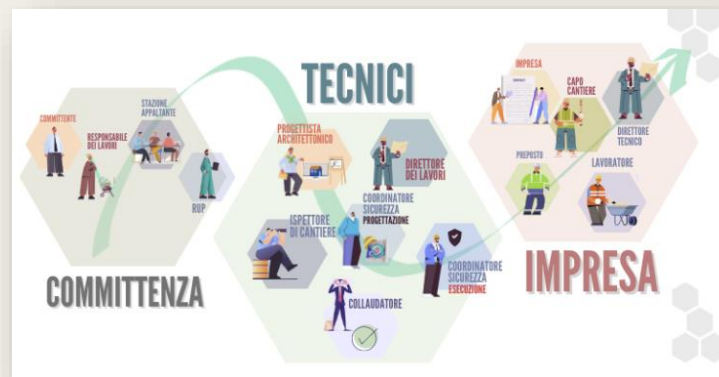 COMMITTENTE
RESPONSABILE
DEI LAVORI
STAZIONE
APPALTANTE
RUP
COMMITTENZA
TECNICI
PROGETTISTA
ARCHITETTONICO
DIRETTORE
DEI LAVORI
ISPETTORE
DI CANTIERE
COORDINATORE
SICUREZZA
PROGETTAZIONE
COORDINATORE
SICUREZZA
ESECUZIONE
COLLAUDATORE
IMPRESA
CAPO
CANTIERE
DIRETTORE
TECNICO
PREPOSTO
LAVORATORE
IMPRESA